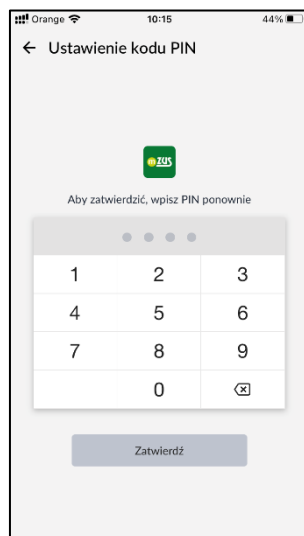 Orange 10:15 44%
← Ustawienie kodu PIN
mZUS
Aby zatwierdzić, wpisz PIN ponownie
1 2 3
4 5 6
7 8 9
0
Zatwierdź